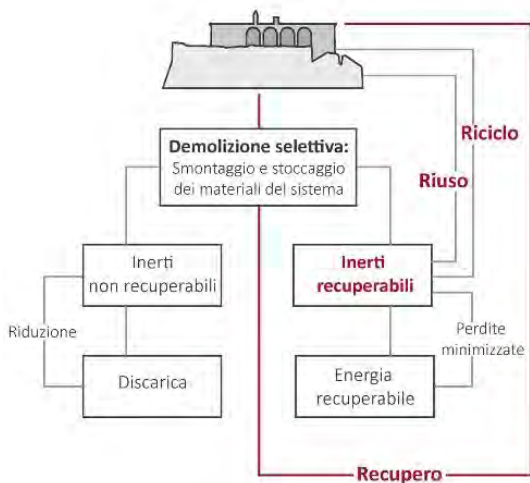 Riciclo
Riuso
Demolizione selettiva:
Smontaggio e stoccaggio
dei materiali del sistema
Inerti
non recuperabili
Inerti
recuperabili
Riduzione
Perdite
minimizzate
Discarica
Energia
recuperabile
Recupero